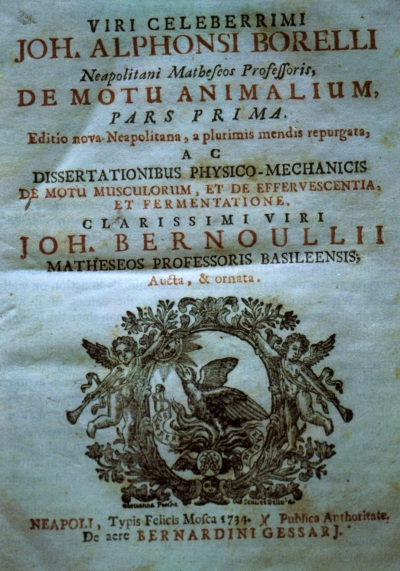 VIRI CELEBERRIMI
JOH. ALPHONSI BORELLI
Neapolitani Matheseos Professoris,
DE MOTU ANIMALIUM,
PARS PRIMA.
Editio nova Neapolitana, a plurimis mendis repurgata,
A C
DISSERTATIONIBUS PHYSICO-MECHANICIS
DE MOTU MUSCULORUM, ET DE EFFERVESCENTIA,
ET FERMENTATIONE,
CLARISSIMI VIRI
JOH. BERNOULLII
MATHESEOS PROFESSORIS BASILEENSIS;
Aucta, & ornata.
NEAPOLI, Typis Felicis Mosca 1734. Publica Authoritate.
De aere BERNARDINI GESSARJ.